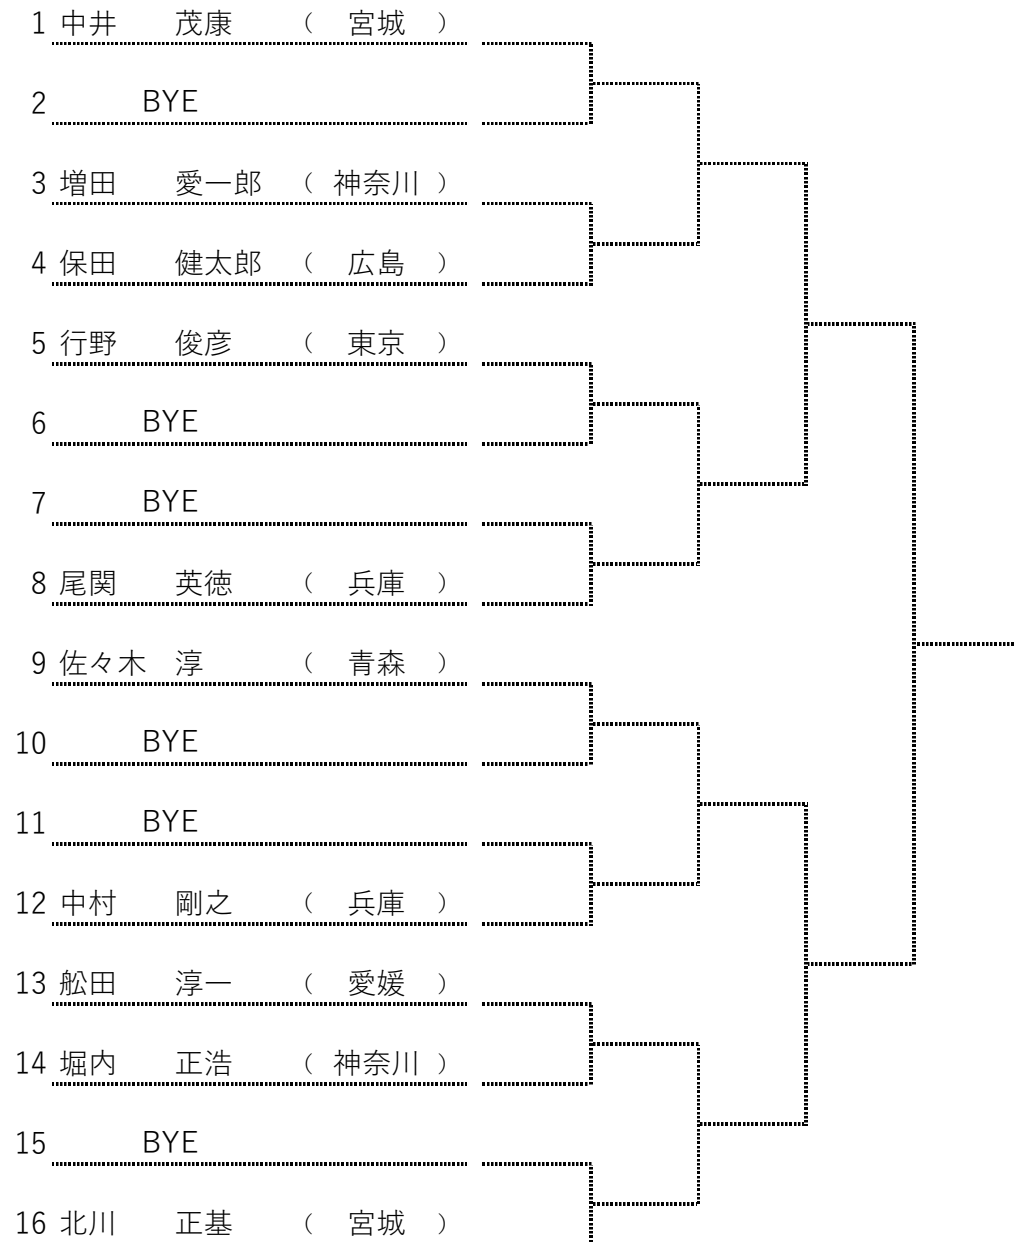 1 中井 茂康 ( 宮城 )
2 BYE
3 増田 愛一郎 ( 神奈川 )
4 保田 健太郎 ( 広島 )
5 行野 俊彦 ( 東京 )
6 BYE
7 BYE
8 尾関 英徳 ( 兵庫 )
9 佐々木 淳 ( 青森 )
10 BYE
11 BYE
12 中村 剛之 ( 兵庫 )
13 舩田 淳一 ( 愛媛 )
14 堀内 正浩 ( 神奈川 )
15 BYE
16 北川 正基 ( 宮城 )